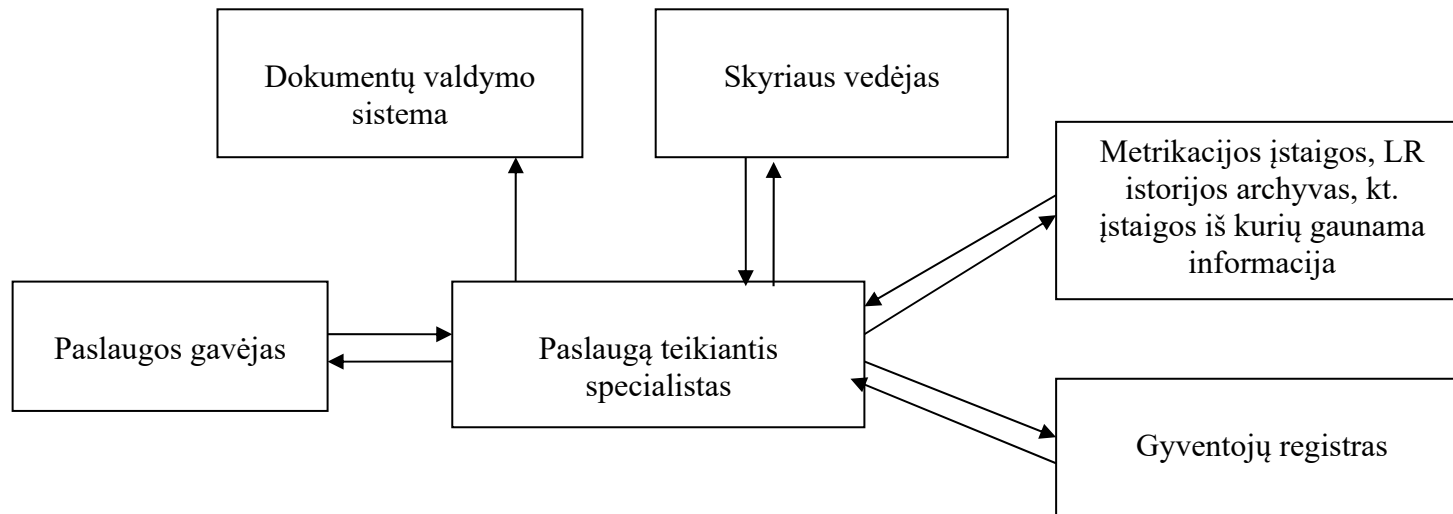 Dokumentų valdymo
sistema
Skyriaus vedėjas
Metrikacijos įstaigos, LR
istorijos archyvas, kt.
įstaigos iš kurių gaunama
informacija
Paslaugos gavėjas
Paslaugą teikiantis
specialistas
Gyventojų registras